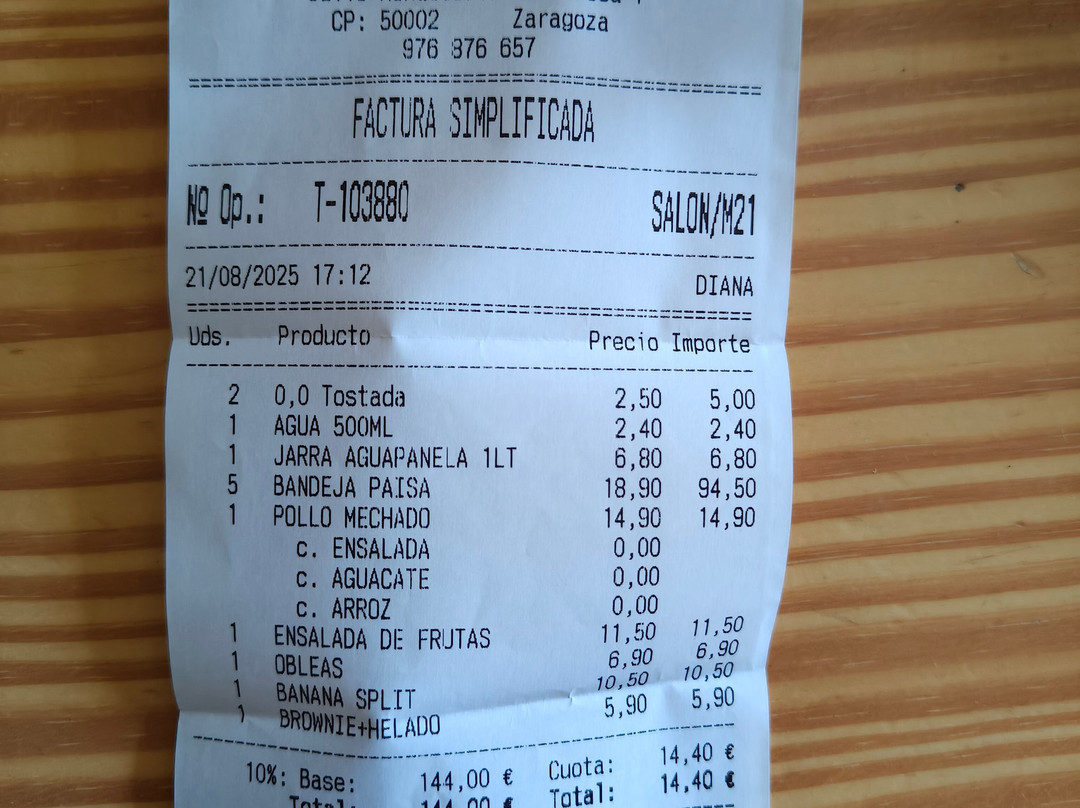 CP: 50002 Zaragoza
976 876 657
FACTURA SIMPLIFICADA
Nº Op.: T-103880 SALON/M21
21/08/2025 17:12 DIANA
Uds. Producto Precio Importe
2 0,0 Tostada 2,50 5,00
1 AGUA 500ML 2,40 2,40
1 JARRA AGUAPANELA 1LT 6,80 6,80
5 BANDEJA PAISA 18,90 94,50
1 POLLO MECHADO 14,90 14,90
c. ENSALADA 0,00
c. AGUACATE 0,00
c. ARROZ 0,00
1 ENSALADA DE FRUTAS 11,50 11,50
1 OBLEAS 6,90 6,90
1 BANANA SPLIT 10,50 10,50
1 BROWNIE+HELADO 5,90 5,90
10%: Base: 144,00 € Cuota: 14,40 €
Total: 144,00 € Total: 14,40 €